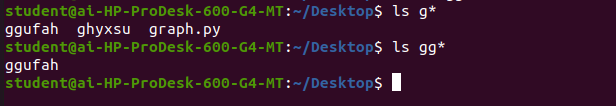 student@ai-HP-ProDesk-600-G4-MT:~/Desktop$ ls g*
ggufah  ghyxsu  graph.py
student@ai-HP-ProDesk-600-G4-MT:~/Desktop$ ls gg*
ggufah
student@ai-HP-ProDesk-600-G4-MT:~/Desktop$